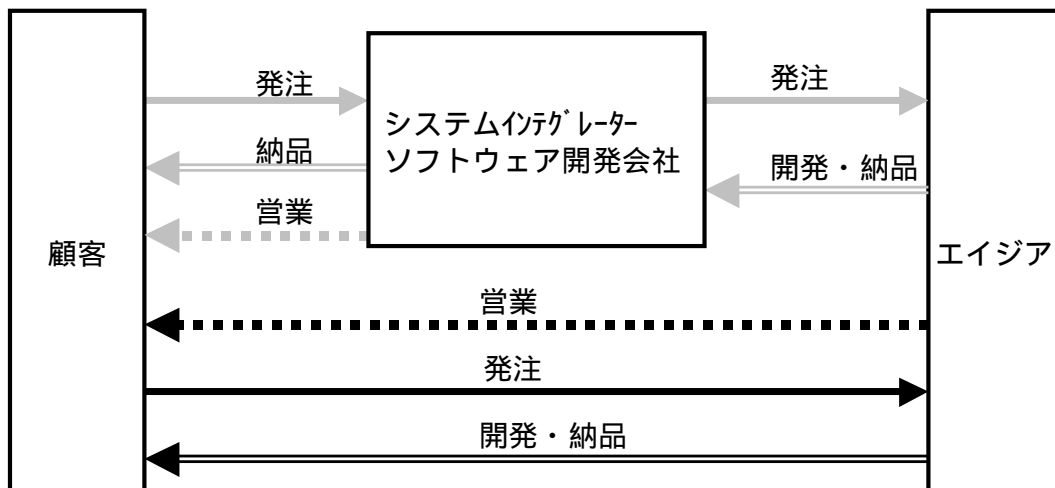 発注
発注
システムｲﾝﾃｸﾞﾚｰﾀｰ
ソフトウェア開発会社
納品
開発・納品
営業
顧客
エイジア
営業
発注
開発・納品